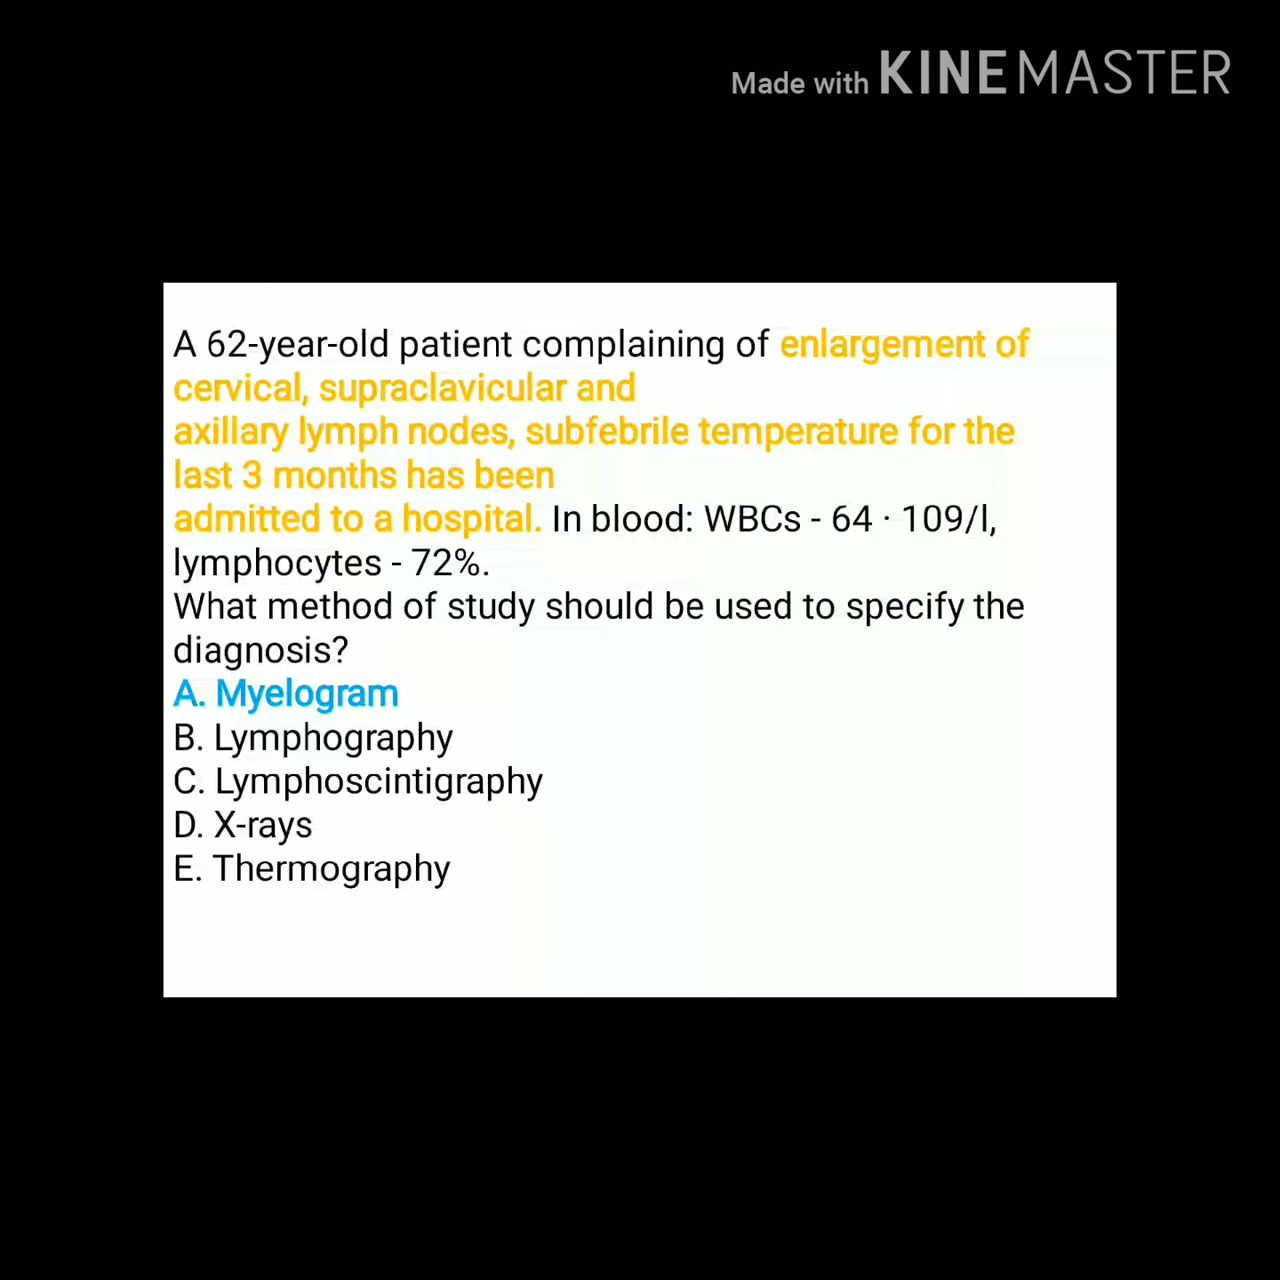 Made with KINEMASTER
A 62-year-old patient complaining of enlargement of
cervical, supraclavicular and
axillary lymph nodes, subfebrile temperature for the
last 3 months has been
admitted to a hospital. In blood: WBCs - 64 · 109/l,
lymphocytes - 72%.
What method of study should be used to specify the
diagnosis?
A. Myelogram
B. Lymphography
C. Lymphoscintigraphy
D. X-rays
E. Thermography